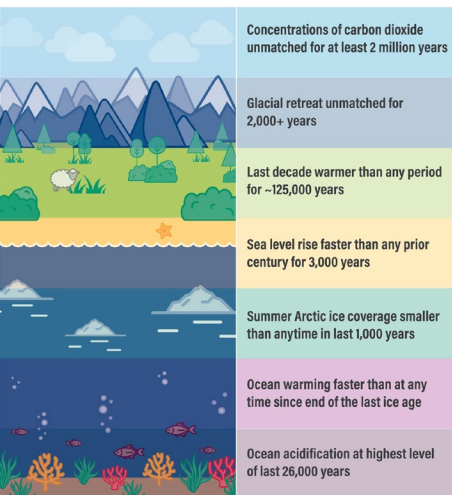 Concentrations of carbon dioxide
unmatched for at least 2 million years
Glacial retreat unmatched for
2,000+ years
Last decade warmer than any period
for ~125,000 years
Sea level rise faster than any prior
century for 3,000 years
Summer Arctic ice coverage smaller
than anytime in last 1,000 years
Ocean warming faster than at any
time since end of the last ice age
Ocean acidification at highest level
of last 26,000 years